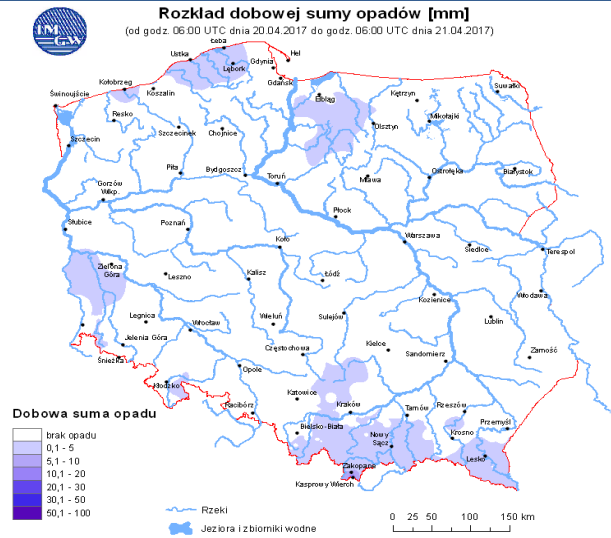 IMGW
Rozkład dobowej sumy opadów [mm]
(od godz. 06:00 UTC dnia 20.04.2017 do godz. 06:00 UTC dnia 21.04.2017)
Łeba
Hel
Ustka
Gdynia
Lębork
Gdańsk
Suwałki
Kołobrzeg
Koszalin
Świnoujście
Elbląg
Kętrzyn
Resko
Mikołajki
Szczecinek
Chojnice
Olsztyn
Szczecin
Piła
Bydgoszcz
Toruń
Mława
Ostrołęka
Białystok
Gorzów
Wlkp.
Słubice
Poznań
Płock
Koło
Warszawa
Siedlce
Terespol
Zielona
Góra
Leszno
Kalisz
Łódź
Kozienice
Włodawa
Legnica
Wrocław
Wieluń
Sulejów
Lublin
Jelenia Góra
Śnieżka
Częstochowa
Kielce
Sandomierz
Zamość
Opole
Kłodzko
Katowice
Racibórz
Kraków
Tarnów
Rzeszów
Przemyśl
Bielsko-Biała
Nowy
Sącz
Krosno
Lesko
Zakopane
Kasprowy Wierch
Dobowa suma opadu
brak opadu
0,1 - 5
5,1 - 10
10,1 - 20
20,1 - 30
30,1 - 50
50,1 - 100
Rzeki
Jeziora i zbiorniki wodne
0 25 50 100 150 km